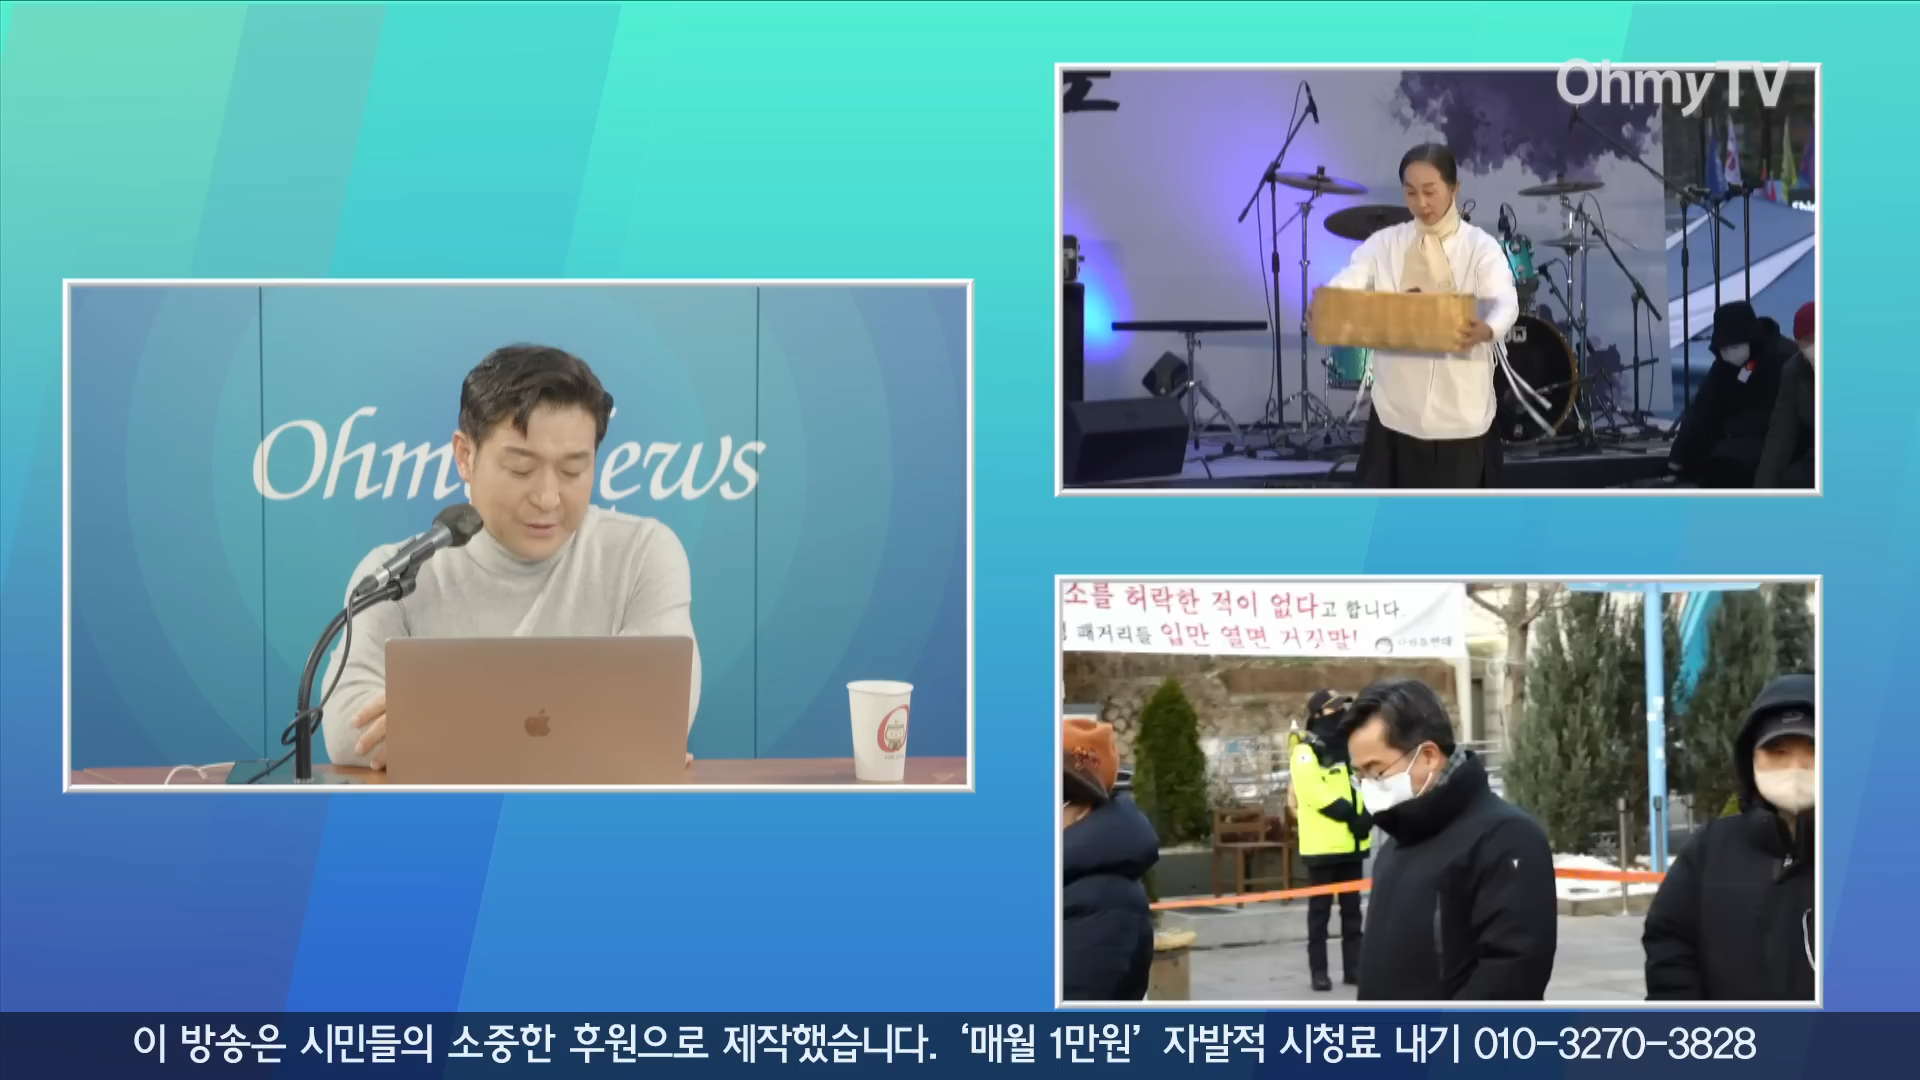 OhmyTV
소를 허락한 적이 없다고 합니다.
패거리들 입만 열면 거짓말!
이 방송은 시민들의 소중한 후원으로 제작했습니다. ‘매월 1만원’ 자발적 시청료 내기 010-3270-3828